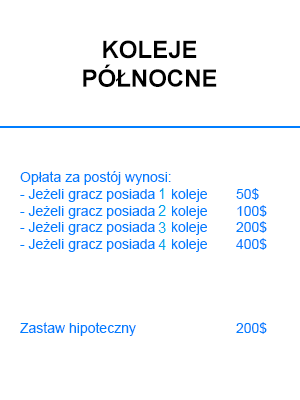 KOLEJE
PÓŁNOCNE
Opłata za postój wynosi:
- Jeżeli gracz posiada 1 koleje 50$
- Jeżeli gracz posiada 2 koleje 100$
- Jeżeli gracz posiada 3 koleje 200$
- Jeżeli gracz posiada 4 koleje 400$
Zastaw hipoteczny 200$